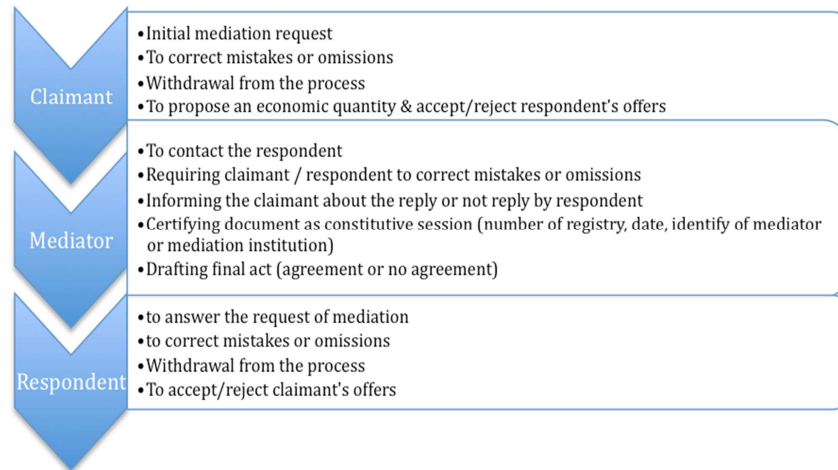 Claimant
•Initial mediation request
•To correct mistakes or omissions
•Withdrawal from the process
•To propose an economic quantity & accept/reject respondent's offers
Mediator
•To contact the respondent
•Requiring claimant / respondent to correct mistakes or omissions
•Informing the claimant about the reply or not reply by respondent
•Certifying document as constitutive session (number of registry, date, identify of mediator
or mediation institution)
•Drafting final act (agreement or no agreement)
Respondent
•to answer the request of mediation
•to correct mistakes or omissions
•Withdrawal from the process
•To accept/reject claimant's offers